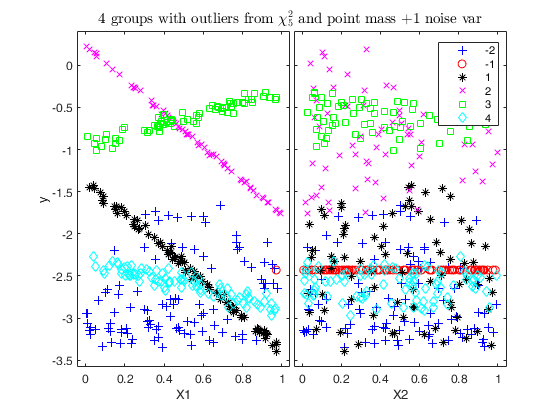 4 groups with outliers from χ²₅ and point mass +1 noise var
-2
-1
1
2
3
4
y
0
-0.5
-1
-1.5
-2
-2.5
-3
-3.5
0 0.2 0.4 0.6 0.8 1
0 0.2 0.4 0.6 0.8 1
X1
X2